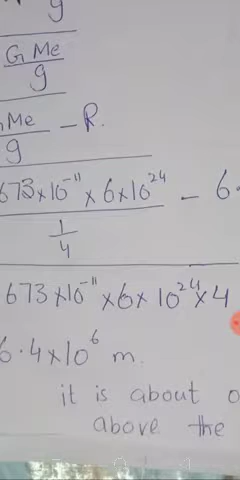 g
GMe
g
Me
g - R.
673×10⁻¹¹ × 6×10²⁴
1
4
- 6.
673×10⁻¹¹×6×10²⁴×4
6.4×10⁶ m.
it is about
above the